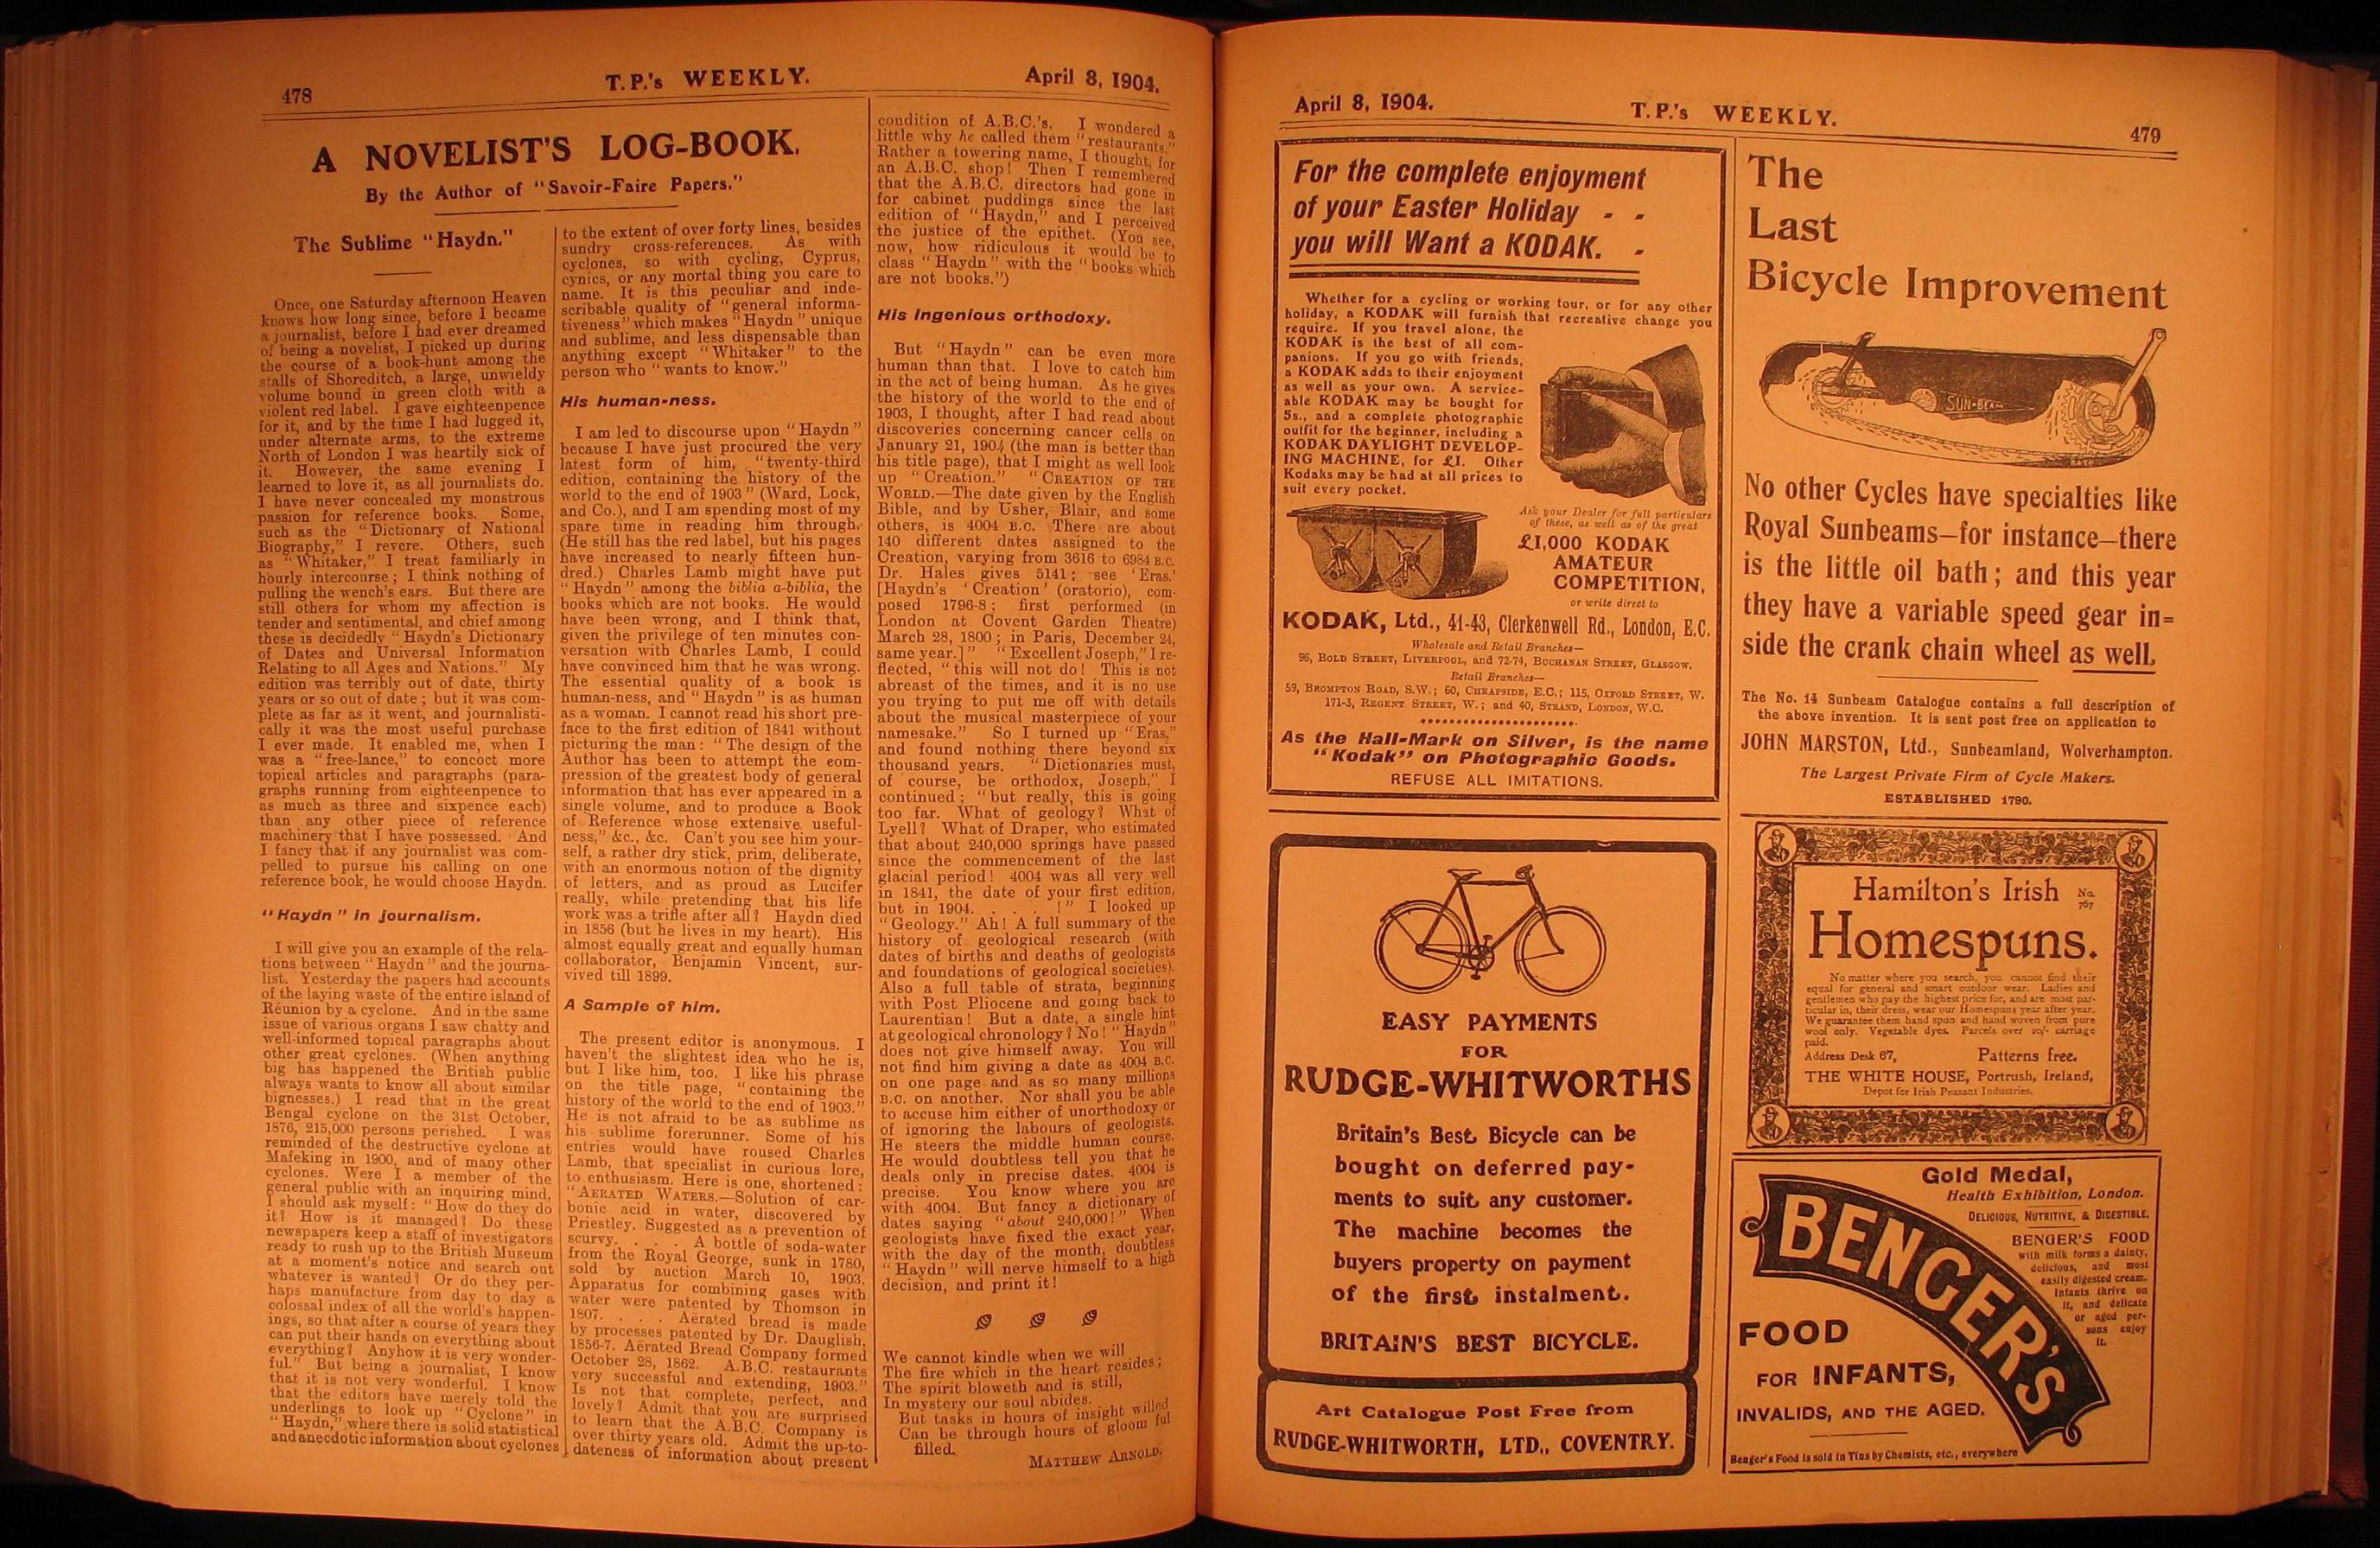 478
T.P.'s WEEKLY.
April 8, 1904.
A NOVELIST'S LOG-BOOK.
By the Author of "Savoir-Faire Papers."
The Sublime "Haydn."
Once, one Saturday afternoon Heaven
knows how long since, before I became
a journalist, before I had ever dreamed
of being a novelist, I picked up during
the course of a book-hunt among the
stalls of Shoreditch, a large, unwieldy
volume bound in green cloth with a
violent red label. I gave eighteenpence
for it, and by the time I had lugged it,
under alternate arms, to the extreme
North of London I was heartily sick of
it. However, the same evening I
learned to love it, as all journalists do.
I have never concealed my monstrous
passion for reference books. Some,
such as the "Dictionary of National
Biography," I revere. Others, such
as "Whitaker," I treat familiarly in
hourly intercourse; I think nothing of
pulling the wench's ears. But there are
still others for whom my affection is
tender and sentimental, and chief among
these is decidedly "Haydn's Dictionary
of Dates and Universal Information
Relating to all Ages and Nations." My
edition was terribly out of date, thirty
years or so out of date; but it was com-
plete as far as it went, and journalisti-
cally it was the most useful purchase
I ever made. It enabled me, when I
was a "free-lance," to concoct more
topical articles and paragraphs (para-
graphs running from eighteenpence to
as much as three and sixpence each)
than any other piece of reference
machinery that I have possessed. And
I fancy that if any journalist was com-
pelled to pursue his calling on one
reference book, he would choose Haydn.
"Haydn" in journalism.
I will give you an example of the rela-
tions between "Haydn" and the journa-
list. Yesterday the papers had accounts
of the laying waste of the entire island of
Réunion by a cyclone. And in the same
issue of various organs I saw chatty and
well-informed topical paragraphs about
other great cyclones. (When anything
big has happened the British public
always wants to know all about similar
bignesses.) I read that in the great
Bengal cyclone on the 31st October,
1876, 215,000 persons perished. I was
reminded of the destructive cyclone at
Mafeking in 1900, and of many other
cyclones. Were I a member of the
general public with an inquiring mind,
I should ask myself: "How do they do
it? How is it managed? Do these
newspapers keep a staff of investigators
ready to rush up to the British Museum
at a moment's notice and search out
whatever is wanted? Or do they per-
haps manufacture from day to day a
colossal index of all the world's happen-
ings, so that after a course of years they
can put their hands on everything about
everything? Anyhow it is very wonder-
ful." But being a journalist, I know
that it is not very wonderful. I know
that the editors have merely told the
underlings to look up "Cyclone" in
"Haydn," where there is solid statistical
and anecdotic information about cyclones
to the extent of over forty lines, besides
sundry cross-references. As with
cyclones, so with cycling, Cyprus,
cynics, or any mortal thing you care to
name. It is this peculiar and inde-
scribable quality of "general informa-
tiveness" which makes "Haydn" unique
and sublime, and less dispensable than
anything except "Whitaker" to the
person who "wants to know."
His human-ness.
I am led to discourse upon "Haydn"
because I have just procured the very
latest form of him, "twenty-third
edition, containing the history of the
world to the end of 1903" (Ward, Lock,
and Co.), and I am spending most of my
spare time in reading him through.
(He still has the red label, but his pages
have increased to nearly fifteen hun-
dred.) Charles Lamb might have put
"Haydn" among the biblia a-biblia, the
books which are not books. He would
have been wrong, and I think that,
given the privilege of ten minutes con-
versation with Charles Lamb, I could
have convinced him that he was wrong.
The essential quality of a book is
human-ness, and "Haydn" is as human
as a woman. I cannot read his short pre-
face to the first edition of 1841 without
picturing the man: "The design of the
Author has been to attempt the com-
pression of the greatest body of general
information that has ever appeared in a
single volume, and to produce a Book
of Reference whose extensive useful-
ness," &c., &c. Can't you see him your-
self, a rather dry stick, prim, deliberate,
with an enormous notion of the dignity
of letters, and as proud as Lucifer
really, while pretending that his life
work was a trifle after all? Haydn died
in 1856 (but he lives in my heart). His
almost equally great and equally human
collaborator, Benjamin Vincent, sur-
vived till 1899.
A Sample of him.
The present editor is anonymous. I
haven't the slightest idea who he is,
but I like him, too. I like his phrase
on the title page, "containing the
history of the world to the end of 1903."
He is not afraid to be as sublime as
his sublime forerunner. Some of his
entries would have roused Charles
Lamb, that specialist in curious lore,
to enthusiasm. Here is one, shortened:
"AERATED WATERS.—Solution of car-
bonic acid in water, discovered by
Priestley. Suggested as a prevention of
scurvy. . . . A bottle of soda-water
from the Royal George, sunk in 1780,
sold by auction March 10, 1903.
Apparatus for combining gases with
water were patented by Thomson in
1807. . . . Aërated bread is made
by processes patented by Dr. Dauglish,
1856-7. Aërated Bread Company formed
October 28, 1862. A.B.C. restaurants
very successful and extending, 1903."
Is not that complete, perfect, and
lovely? Admit that you are surprised
to learn that the A.B.C. Company is
over thirty years old. Admit the up-to-
dateness of information about present
condition of A.B.C.'s. I wondered a
little why he called them "restaurants."
Rather a towering name, I thought, for
an A.B.C. shop! Then I remembered
that the A.B.C. directors had gone in
for cabinet puddings since the last
edition of "Haydn," and I perceived
the justice of the epithet. (You see,
now, how ridiculous it would be to
class "Haydn" with the "books which
are not books.")
His ingenious orthodoxy.
But "Haydn" can be even more
human than that. I love to catch him
in the act of being human. As he gives
the history of the world to the end of
1903, I thought, after I had read about
discoveries concerning cancer cells on
January 21, 1904 (the man is better than
his title page), that I might as well look
up "Creation." "CREATION OF THE
WORLD.—The date given by the English
Bible, and by Usher, Blair, and some
others, is 4004 B.C. There are about
140 different dates assigned to the
Creation, varying from 3616 to 6984 B.C.
Dr. Hales gives 5141; see 'Eras.'
[Haydn's 'Creation' (oratorio), com-
posed 1796-8; first performed (in
London at Covent Garden Theatre)
March 28, 1800; in Paris, December 24,
same year.]" "Excellent Joseph," I re-
flected, "this will not do! This is not
abreast of the times, and it is no use
you trying to put me off with details
about the musical masterpiece of your
namesake." So I turned up "Eras,"
and found nothing there beyond six
thousand years. "Dictionaries must,
of course, be orthodox, Joseph," I
continued; "but really, this is going
too far. What of geology? What of
Lyell? What of Draper, who estimated
that about 240,000 springs have passed
since the commencement of the last
glacial period! 4004 was all very well
in 1841, the date of your first edition,
but in 1904. . . . !" I looked up
"Geology." Ah! A full summary of the
history of geological research (with
dates of births and deaths of geologists
and foundations of geological societies).
Also a full table of strata, beginning
with Post Pliocene and going back to
Laurentian! But a date, a single hint
at geological chronology? No! "Haydn"
does not give himself away. You will
not find him giving a date as 4004 B.C.
on one page and as so many millions
B.C. on another. Nor shall you be able
to accuse him either of unorthodoxy or
of ignoring the labours of geologists.
He steers the middle human course.
He would doubtless tell you that he
deals only in precise dates. 4004 is
precise. You know where you are
with 4004. But fancy a dictionary of
dates saying "about 240,000!" When
geologists have fixed the exact year,
with the day of the month, doubtless
"Haydn" will nerve himself to a high
decision, and print it!
We cannot kindle when we will
The fire which in the heart resides;
The spirit bloweth and is still,
In mystery our soul abides.
But tasks in hours of insight willed
Can be through hours of gloom ful
filled.
MATTHEW ARNOLD.
April 8, 1904.
T.P.'s WEEKLY.
479
For the complete enjoyment
of your Easter Holiday - -
you will Want a KODAK. -
Whether for a cycling or working tour, or for any other
holiday, a KODAK will furnish that recreative change you
require. If you travel alone, the
KODAK is the best of all com-
panions. If you go with friends,
a KODAK adds to their enjoyment
as well as your own. A service-
able KODAK may be bought for
5s., and a complete photographic
outfit for the beginner, including a
KODAK DAYLIGHT DEVELOP-
ING MACHINE, for £1. Other
Kodaks may be had at all prices to
suit every pocket.
Ask your Dealer for full particulars
of these, as well as of the great
£1,000 KODAK
AMATEUR
COMPETITION,
or write direct to
KODAK
KODAK, Ltd., 41-43, Clerkenwell Rd., London, E.C.
Wholesale and Retail Branches—
96, BOLD STREET, LIVERPOOL, and 72-74, BUCHANAN STREET, GLASGOW.
Retail Branches—
59, BROMPTON ROAD, S.W.; 60, CHEAPSIDE, E.C.; 115, OXFORD STREET, W.
171-3, REGENT STREET, W.; and 40, STRAND, LONDON, W.C.
As the Hall-Mark on Silver, is the name
"Kodak" on Photographic Goods.
REFUSE ALL IMITATIONS.
EASY PAYMENTS
FOR
RUDGE-WHITWORTHS
Britain's Best Bicycle can be
bought on deferred pay-
ments to suit any customer.
The machine becomes the
buyers property on payment
of the first instalment.
BRITAIN'S BEST BICYCLE.
Art Catalogue Post Free from
RUDGE-WHITWORTH, LTD., COVENTRY.
The
Last
Bicycle Improvement
SUN-BEAM
No other Cycles have specialties like
Royal Sunbeams—for instance—there
is the little oil bath; and this year
they have a variable speed gear in=
side the crank chain wheel as well.
The No. 14 Sunbeam Catalogue contains a full description of
the above invention. It is sent post free on application to
JOHN MARSTON, Ltd., Sunbeamland, Wolverhampton.
The Largest Private Firm of Cycle Makers.
ESTABLISHED 1790.
Hamilton's Irish No. 767
Homespuns.
No matter where you search, you cannot find their
equal for general and smart outdoor wear. Ladies and
gentlemen who pay the highest price for, and are most par-
ticular in, their dress, wear our Homespuns year after year.
We guarantee them hand spun and hand woven from pure
wool only. Vegetable dyes. Parcels over 20/- carriage
paid.
Address Desk 67, Patterns free.
THE WHITE HOUSE, Portrush, Ireland,
Depot for Irish Peasant Industries.
Gold Medal,
Health Exhibition, London.
DELICIOUS, NUTRITIVE, & DIGESTIBLE.
BENGER'S
BENGER'S FOOD
with milk forms a dainty,
delicious, and most
easily digested cream.
Infants thrive on
it, and delicate
or aged per-
sons enjoy
it.
FOOD
FOR INFANTS,
INVALIDS, AND THE AGED.
Benger's Food is sold in Tins by Chemists, etc., everywhere